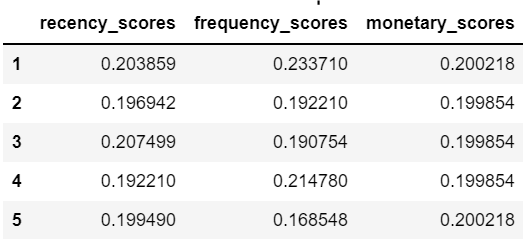 recency_scores frequency_scores monetary_scores
1 0.203859 0.233710 0.200218
2 0.196942 0.192210 0.199854
3 0.207499 0.190754 0.199854
4 0.192210 0.214780 0.199854
5 0.199490 0.168548 0.200218